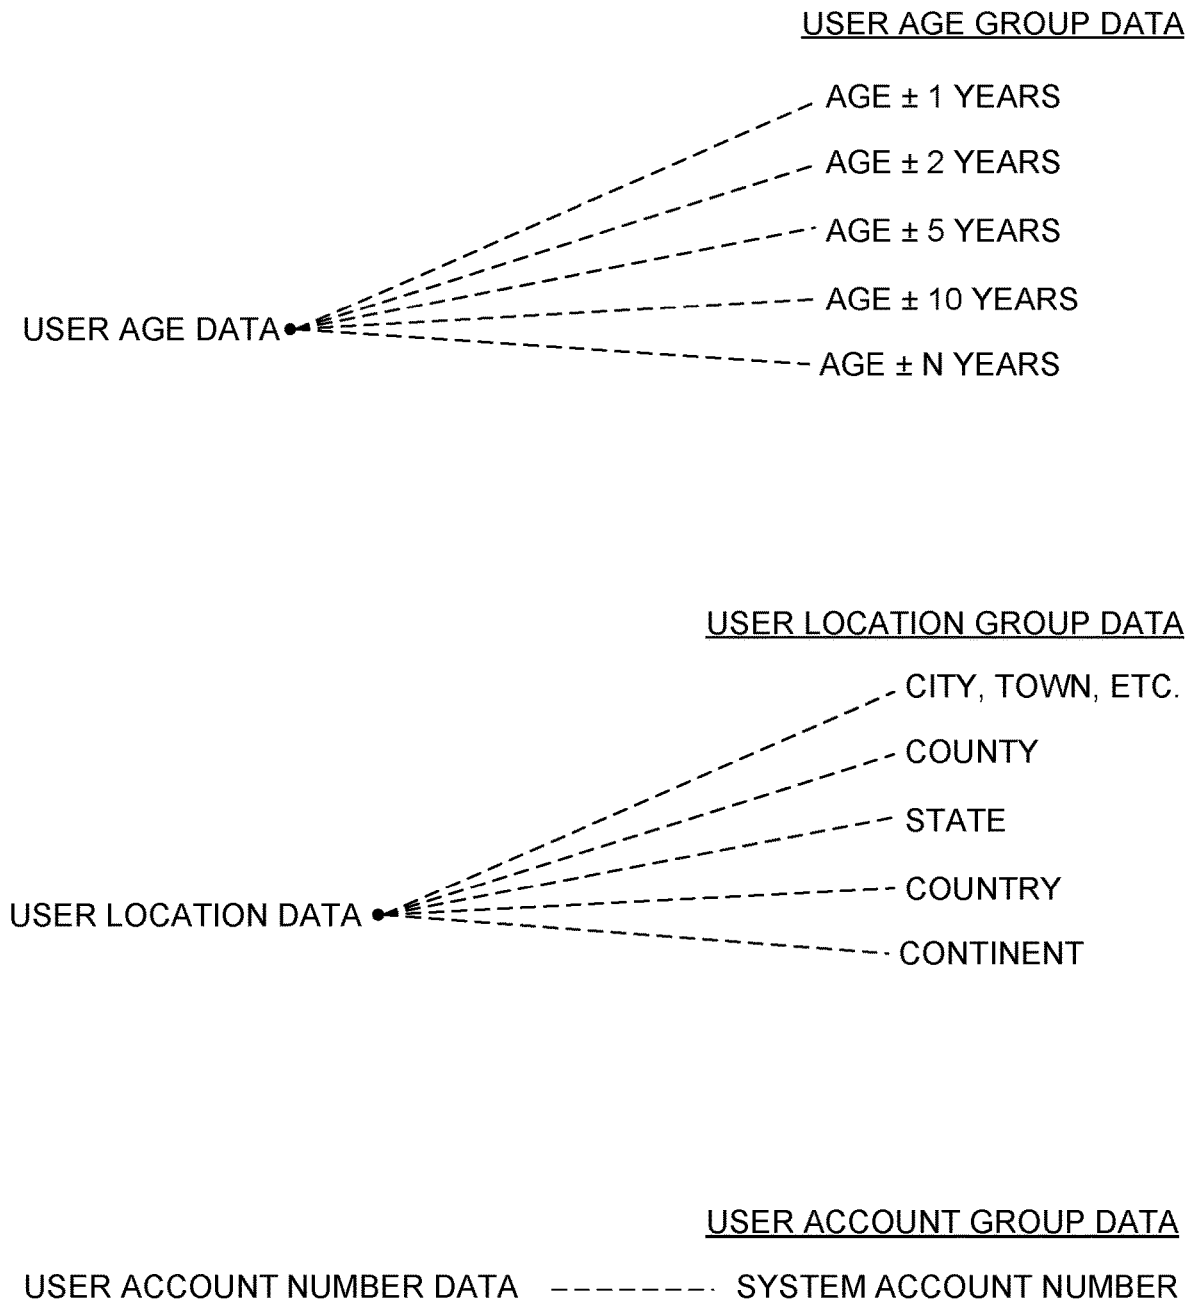 USER AGE GROUP DATA
AGE ± 1 YEARS
AGE ± 2 YEARS
AGE ± 5 YEARS
AGE ± 10 YEARS
USER AGE DATA
AGE ± N YEARS
USER LOCATION GROUP DATA
CITY, TOWN, ETC.
COUNTY
STATE
COUNTRY
USER LOCATION DATA
CONTINENT
USER ACCOUNT GROUP DATA
USER ACCOUNT NUMBER DATA SYSTEM ACCOUNT NUMBER